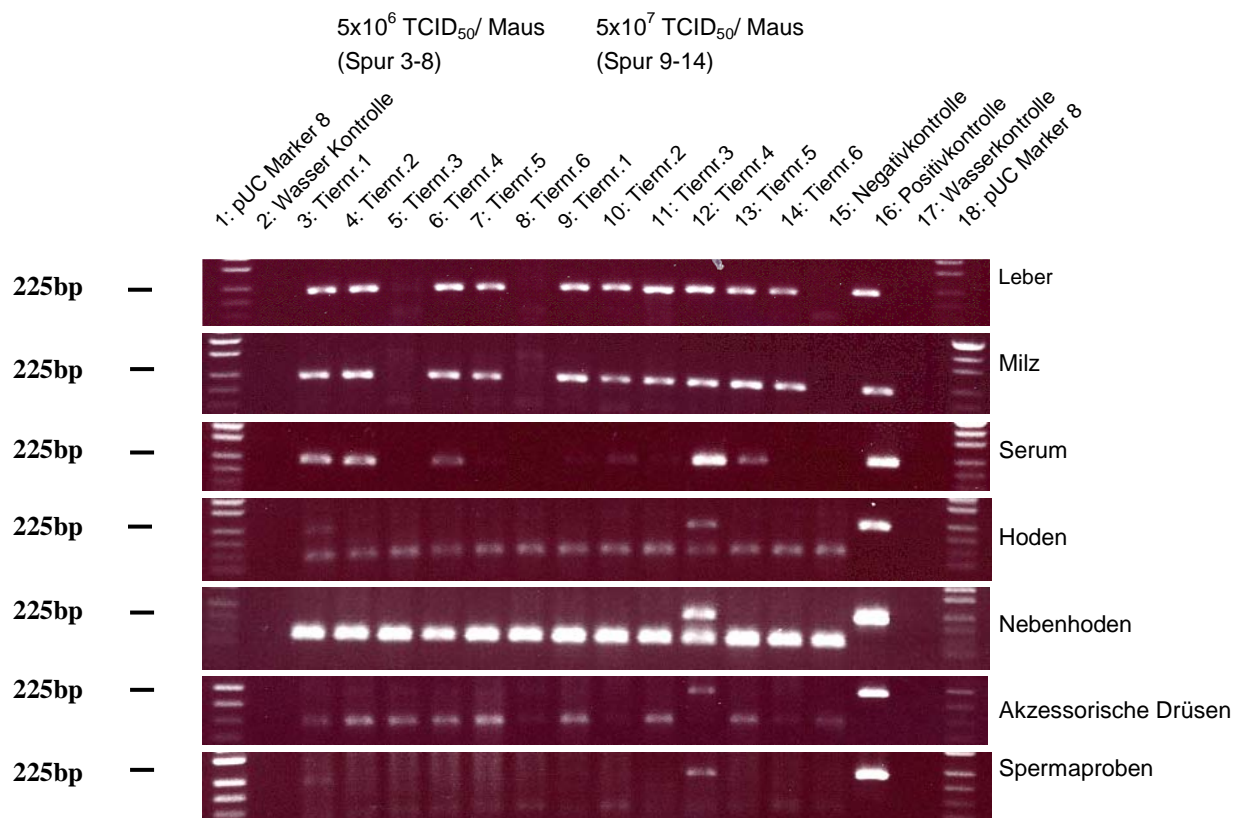 5x10⁶ TCID₅₀/ Maus
(Spur 3-8)
5x10⁷ TCID₅₀/ Maus
(Spur 9-14)
1: pUC Marker 8
2: Wasser Kontrolle
3: Tiernr.1
4: Tiernr.2
5: Tiernr.3
6: Tiernr.4
7: Tiernr.5
8: Tiernr.6
9: Tiernr.1
10: Tiernr.2
11: Tiernr.3
12: Tiernr.4
13: Tiernr.5
14: Tiernr.6
15: Negativkontrolle
16: Positivkontrolle
17: Wasserkontrolle
18: pUC Marker 8
225bp — Leber
225bp — Milz
225bp — Serum
225bp — Hoden
225bp — Nebenhoden
225bp — Akzessorische Drüsen
225bp — Spermaproben